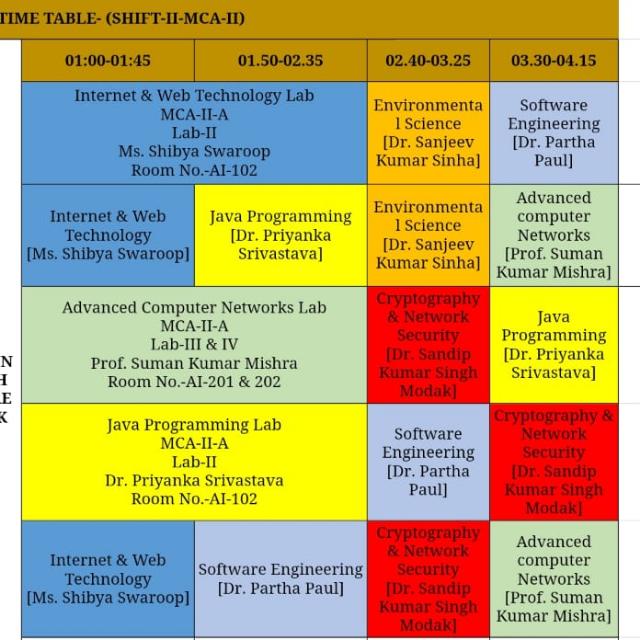 TIME TABLE- (SHIFT-II-MCA-II)
01:00-01:45
01.50-02.35
02.40-03.25
03.30-04.15
Internet & Web Technology Lab
MCA-II-A
Lab-II
Ms. Shibya Swaroop
Room No.-AI-102
Environmenta
l Science
[Dr. Sanjeev
Kumar Sinha]
Software
Engineering
[Dr. Partha
Paul]
Internet & Web
Technology
[Ms. Shibya Swaroop]
Java Programming
[Dr. Priyanka
Srivastava]
Environmenta
l Science
[Dr. Sanjeev
Kumar Sinha]
Advanced
computer
Networks
[Prof. Suman
Kumar Mishra]
Advanced Computer Networks Lab
MCA-II-A
Lab-III & IV
Prof. Suman Kumar Mishra
Room No.-AI-201 & 202
Cryptography
& Network
Security
[Dr. Sandip
Kumar Singh
Modak]
Java
Programming
[Dr. Priyanka
Srivastava]
Java Programming Lab
MCA-II-A
Lab-II
Dr. Priyanka Srivastava
Room No.-AI-102
Software
Engineering
[Dr. Partha
Paul]
Cryptography &
Network
Security
[Dr. Sandip
Kumar Singh
Modak]
Internet & Web
Technology
[Ms. Shibya Swaroop]
Software Engineering
[Dr. Partha Paul]
Cryptography
& Network
Security
[Dr. Sandip
Kumar Singh
Modak]
Advanced
computer
Networks
[Prof. Suman
Kumar Mishra]